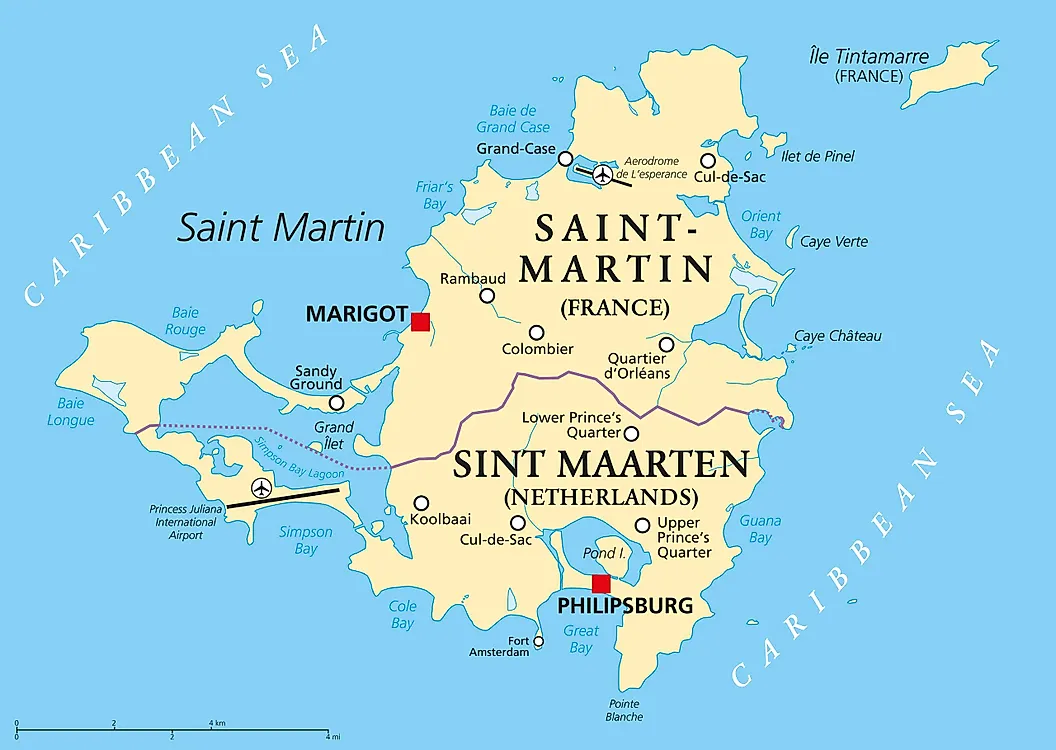 CARIBBEAN SEA
Île Tintamarre
(FRANCE)
Baie de
Grand Case
Grand-Case
Aerodrome
de L'esperance
Cul-de-Sac
Ilet de Pinel
Friar's
Bay
Saint Martin
SAINT-
MARTIN
(FRANCE)
Orient
Bay
Caye Verte
Rambaud
MARIGOT
Baie
Rouge
Colombier
Quartier
d'Orléans
Caye Château
Sandy
Ground
Baie
Longue
Grand
Îlet
Simpson Bay Lagoon
Lower Prince's
Quarter
SINT MAARTEN
(NETHERLANDS)
Princess Juliana
International
Airport
Simpson
Bay
Koolbaai
Cul-de-Sac
Upper
Prince's
Quarter
Guana
Bay
Pond I.
PHILIPSBURG
Cole
Bay
Fort
Amsterdam
Great
Bay
Pointe
Blanche
CARIBBEAN SEA
0 2 4 km
0 2 4 mi